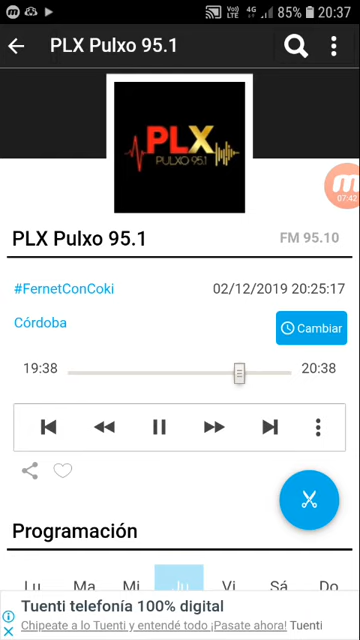 VoLTE 4G 85% 20:37
PLX Pulxo 95.1
PLX
PULXO 95.1
07:42
PLX Pulxo 95.1
FM 95.10
#FernetConCoki
02/12/2019 20:25:17
Córdoba
Cambiar
19:38
20:38
Programación
Lu Ma Mi Ju Vi Sá Do
Tuenti telefonía 100% digital
Chipeate a lo Tuenti y entendé todo ¡Pasate ahora! Tuenti